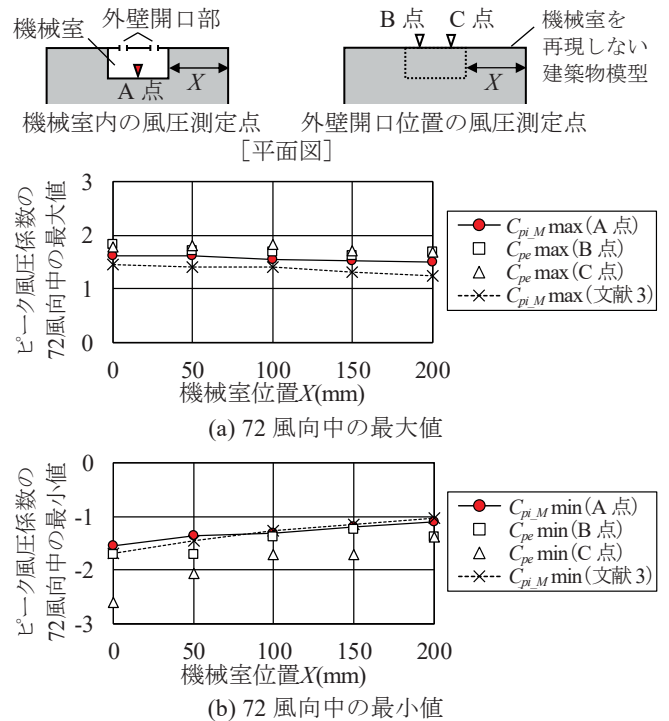 機械室
外壁開口部
A 点
X
機械室内の風圧測定点
B 点 C 点
機械室を
再現しない
建築物模型
X
外壁開口位置の風圧測定点
［平面図］
ピーク風圧係数の
72風向中の最大値
3
2
1
0
0 50 100 150 200
機械室位置X(mm)
C_pi_M max(A 点)
C_pe max(B 点)
C_pe max(C 点)
C_pi_M max(文献 3)
(a) 72 風向中の最大値
ピーク風圧係数の
72風向中の最小値
0
-1
-2
-3
0 50 100 150 200
機械室位置X(mm)
C_pi_M min(A 点)
C_pe min(B 点)
C_pe min(C 点)
C_pi_M min(文献 3)
(b) 72 風向中の最小値